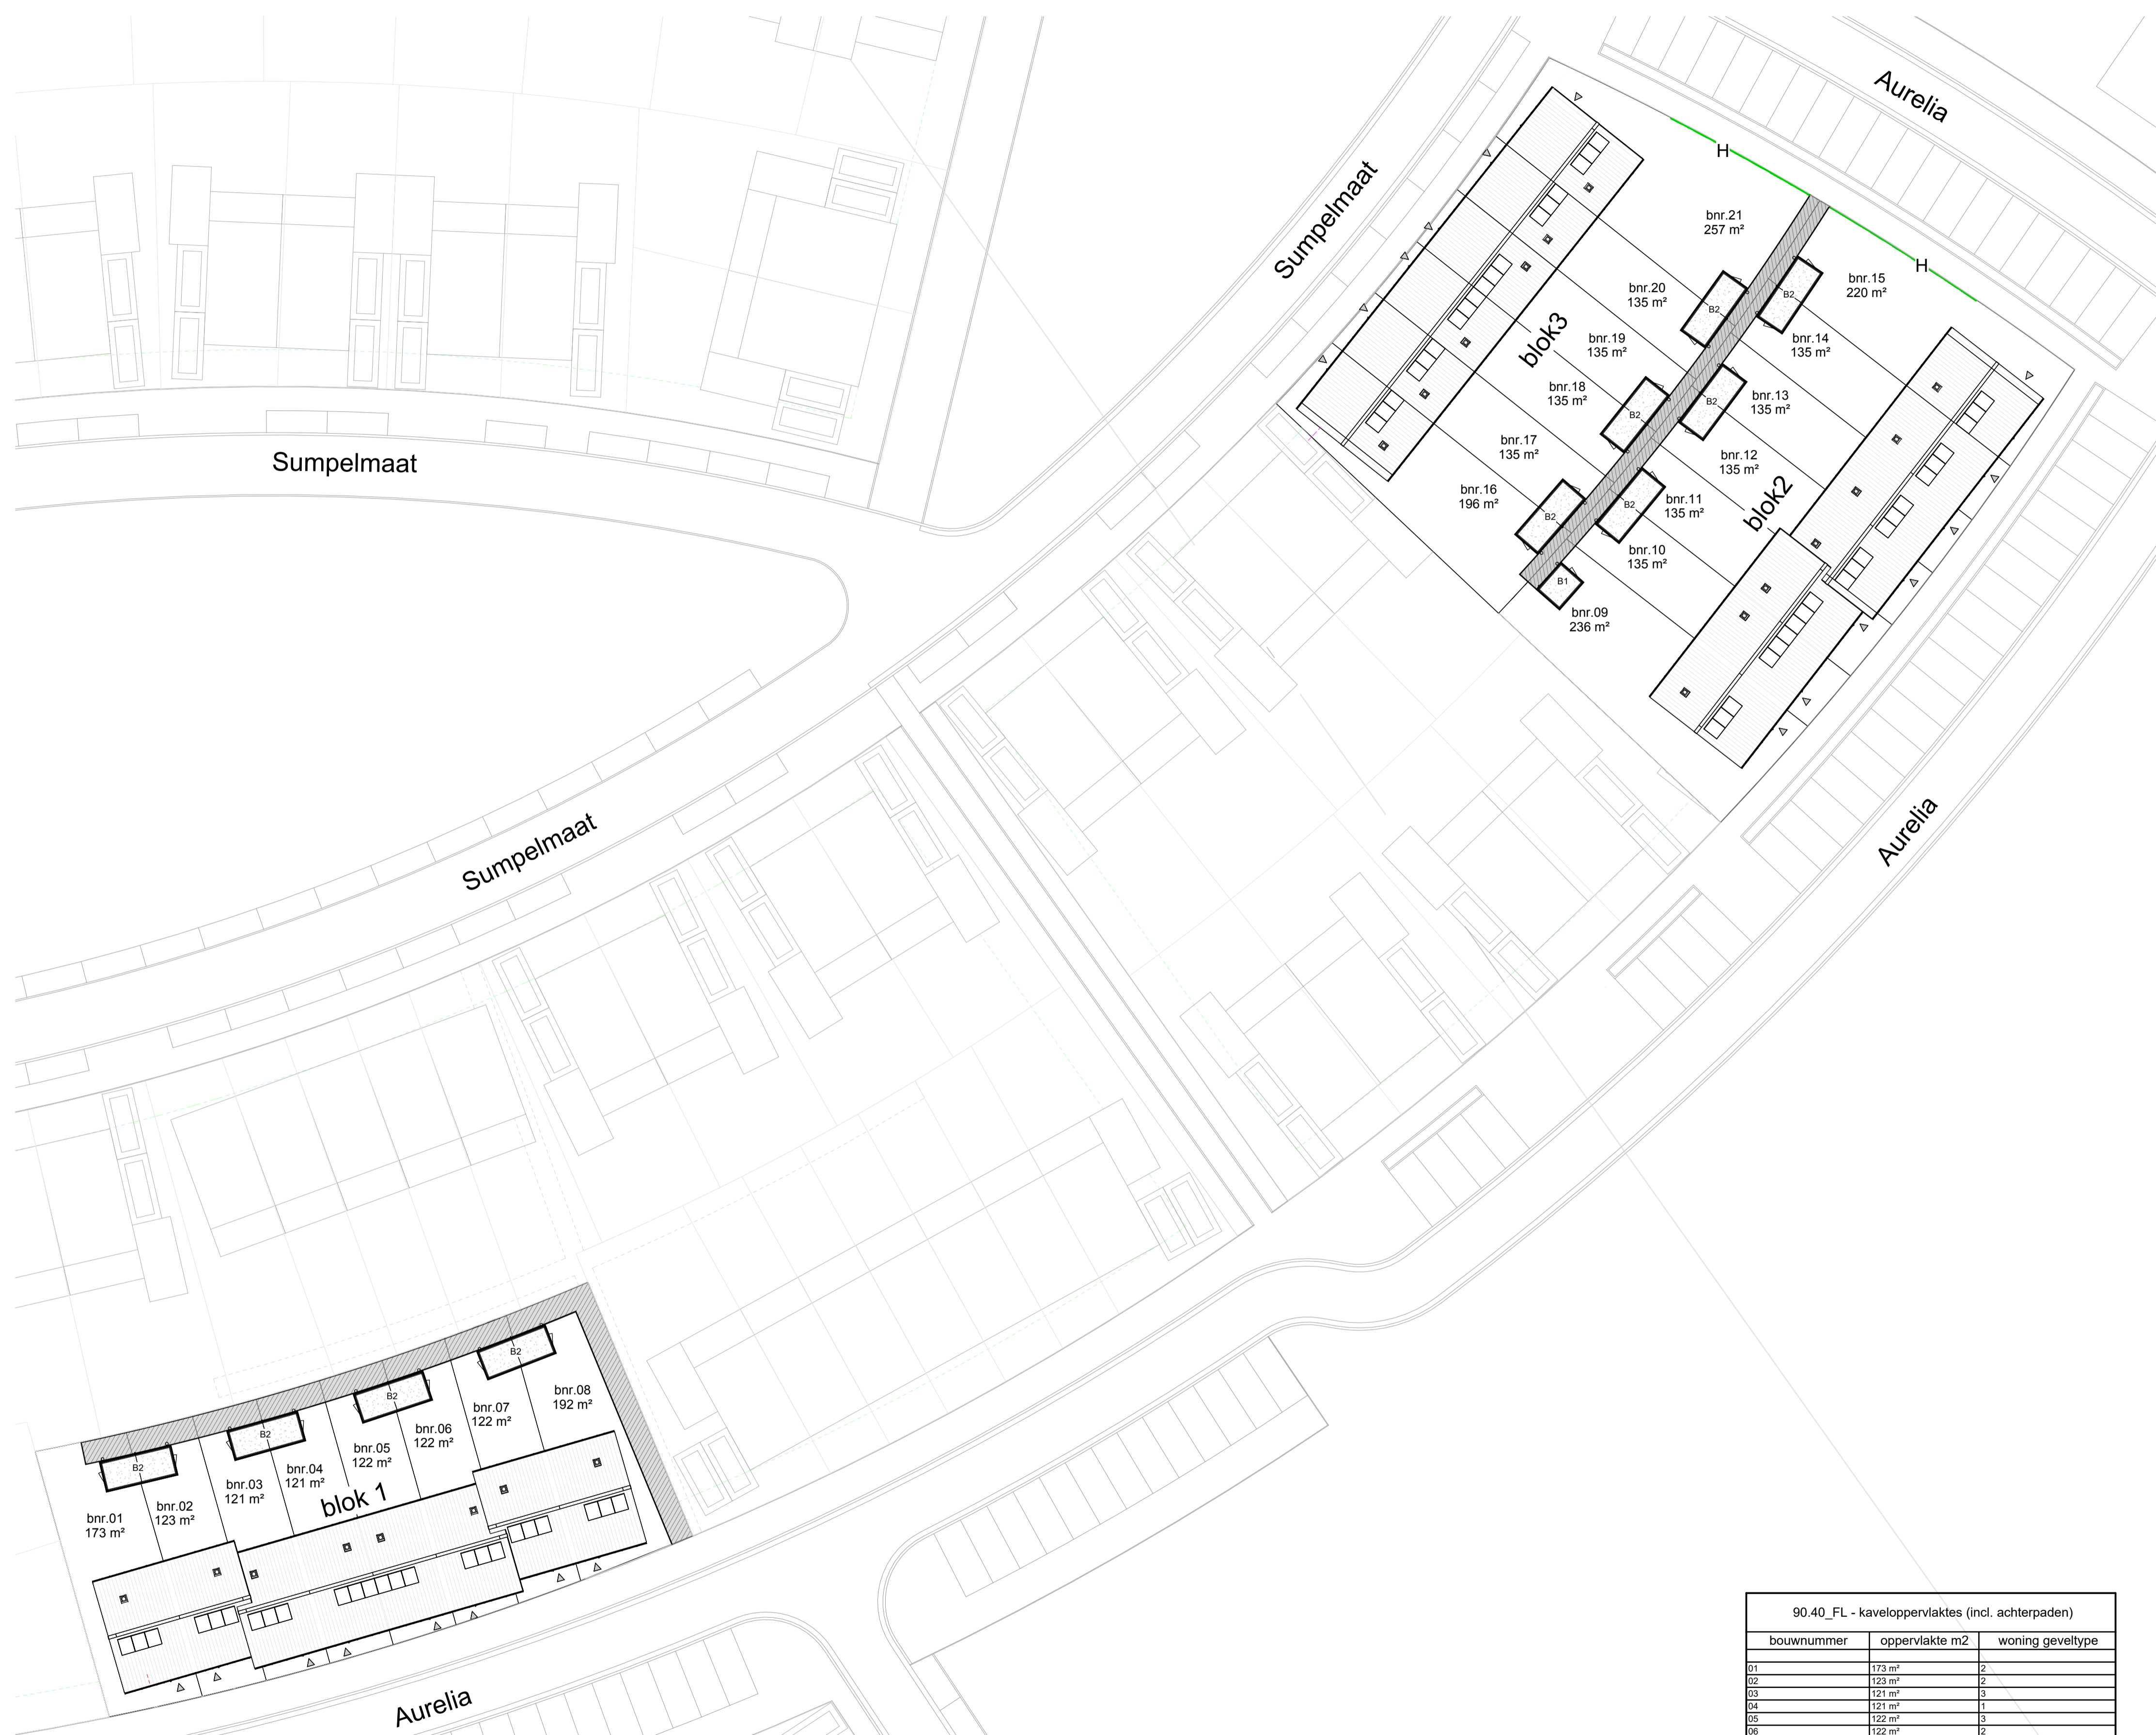 Aurelia
H
Sumpelmaat
bnr.21
257 m²
H
bnr.15
220 m²
bnr.20
135 m²
B2
B2
blok3
bnr.19
135 m²
bnr.14
135 m²
bnr.18
135 m²
B2
B2
bnr.13
135 m²
bnr.17
135 m²
bnr.12
135 m²
Sumpelmaat
bnr.16
196 m²
B2
B2
bnr.11
135 m²
blok2
bnr.10
135 m²
B1
bnr.09
236 m²
Sumpelmaat
Aurelia
B2
bnr.08
192 m²
B2
bnr.07
122 m²
B2
bnr.06
122 m²
bnr.05
122 m²
B2
bnr.04
121 m²
bnr.03
121 m²
blok 1
bnr.02
123 m²
bnr.01
173 m²
Aurelia
90.40_FL - kaveloppervlaktes (incl. achterpaden)
bouwnummer oppervlakte m2 woning geveltype
01 173 m² 2
02 123 m² 2
03 121 m² 3
04 121 m² 1
05 122 m² 3
06 122 m² 2